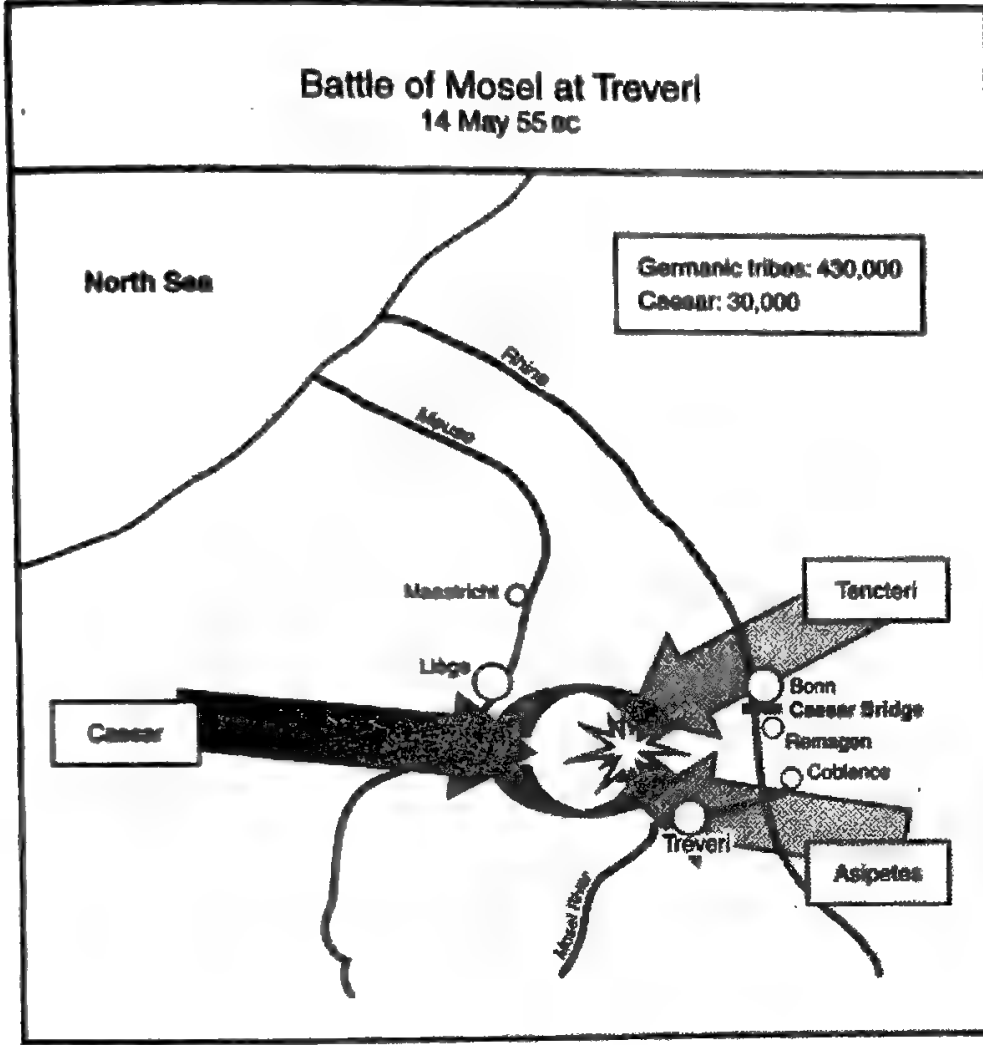 Battle of Mosel at Treveri
14 May 55 BC
North Sea
Germanic tribes: 430,000
Caesar: 30,000
Rhine
Meuse
Maastricht
Tencteri
Liège
Bonn
Caesar Bridge
Caesar
Remagen
Coblence
Treveri
Asipetes
Mosel River